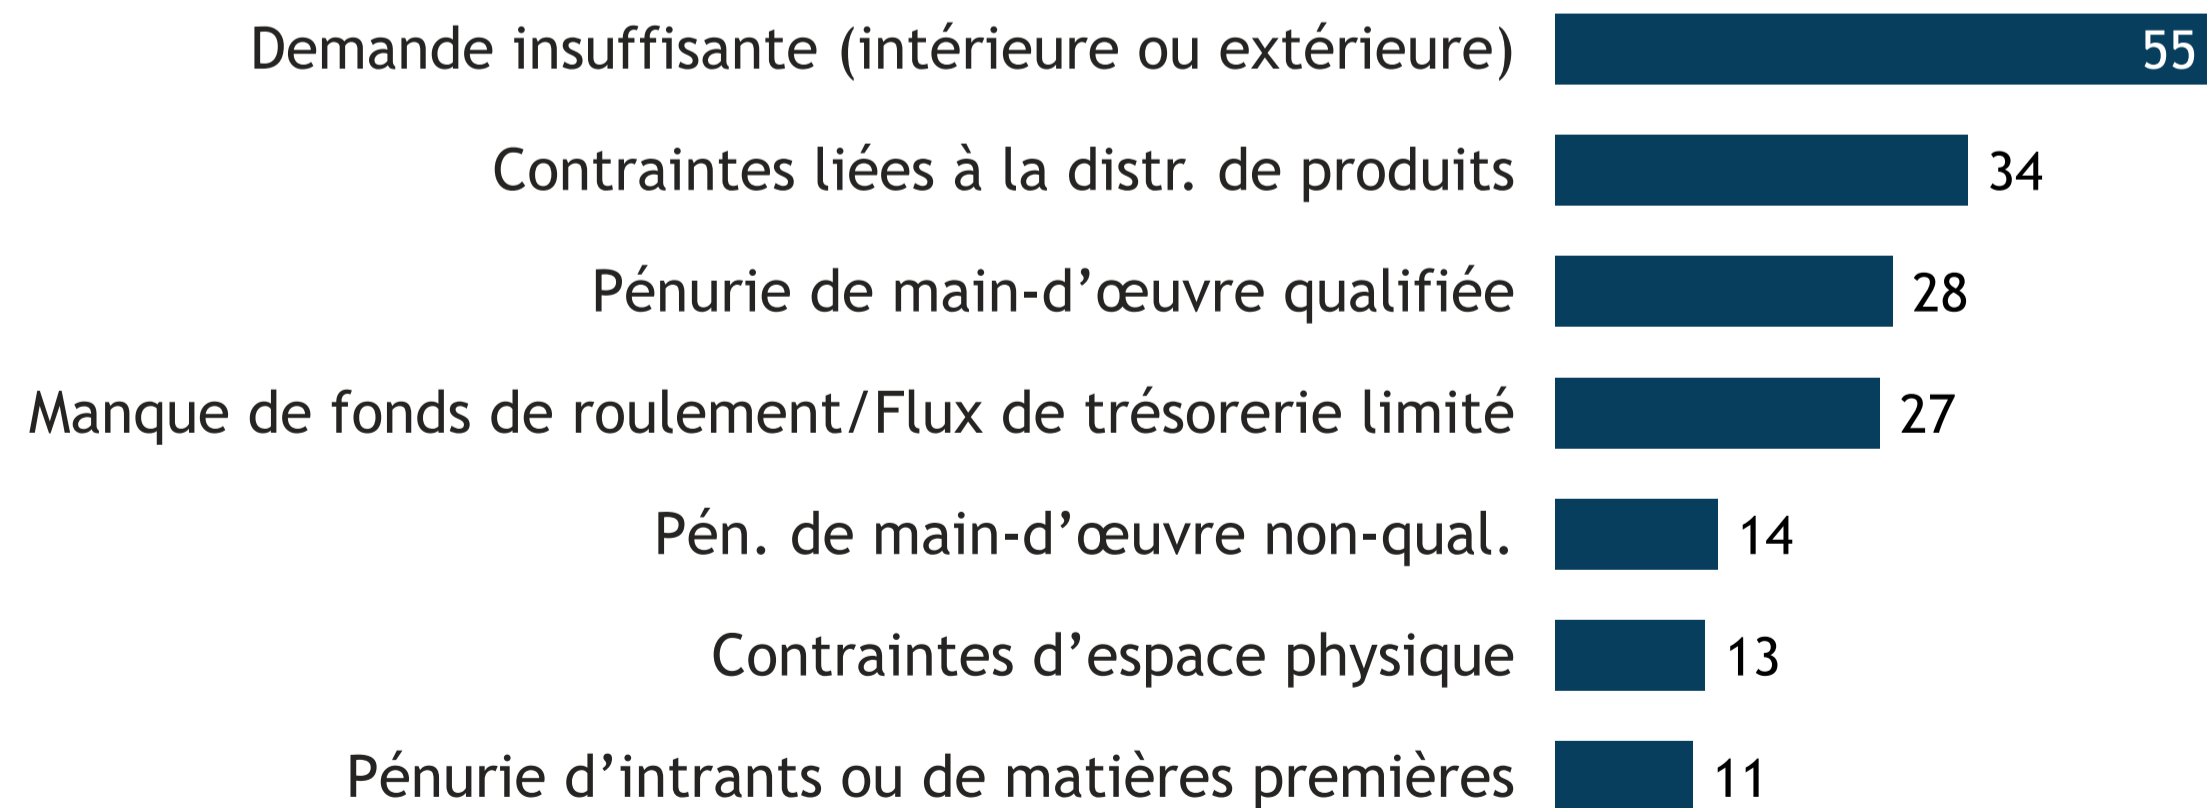 Demande insuffisante (intérieure ou extérieure) 55
Contraintes liées à la distr. de produits 34
Pénurie de main-d’œuvre qualifiée 28
Manque de fonds de roulement/Flux de trésorerie limité 27
Pén. de main-d’œuvre non-qual. 14
Contraintes d’espace physique 13
Pénurie d’intrants ou de matières premières 11